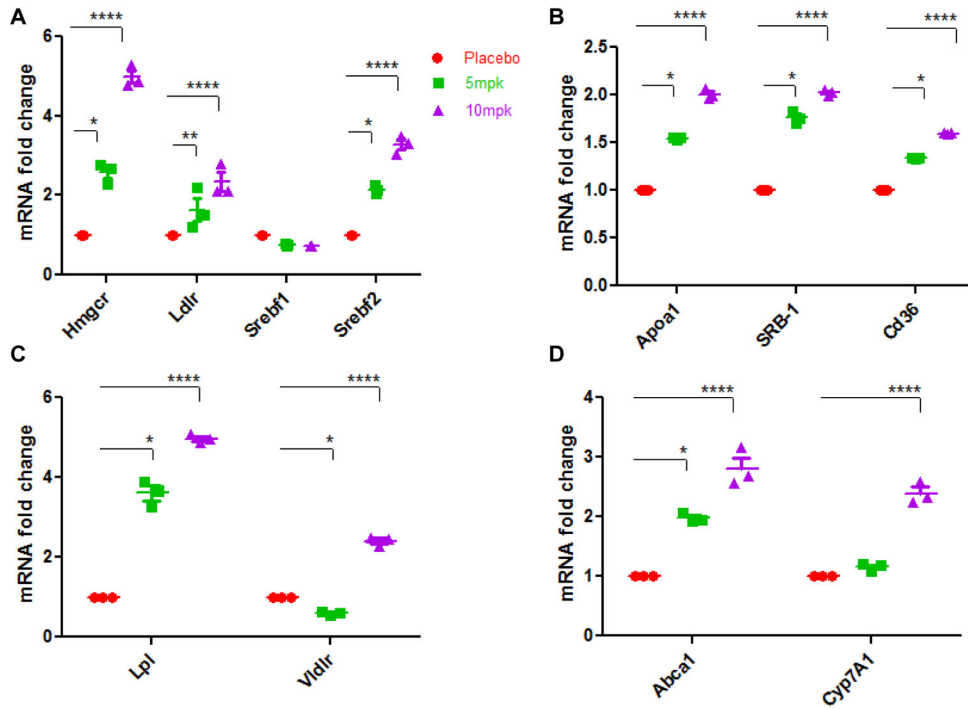 A
mRNA fold change
6
4
2
0
****
*
****
**
****
*
Hmgcr
Ldlr
Srebf1
Srebf2
Placebo
5mpk
10mpk
B
mRNA fold change
2.5
2.0
1.5
1.0
0.5
0.0
****
*
****
*
****
*
Apoa1
SRB-1
Cd36
C
mRNA fold change
6
4
2
0
****
*
****
*
Lpl
Vldlr
D
mRNA fold change
4
3
2
1
0
****
*
****
Abca1
Cyp7A1